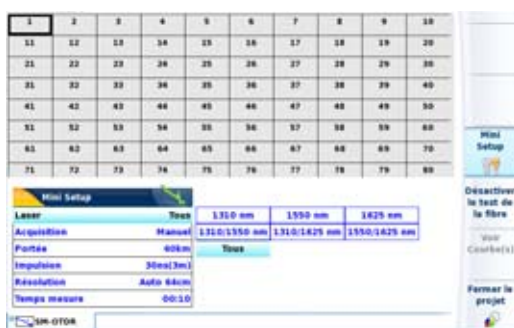 1 2 3 4 5 6 7 8 9 10
11 12 13 14 15 16 17 18 19 20
21 22 23 24 25 26 27 28 29 30
31 32 33 34 35 36 37 38 39 40
41 42 43 44 45 46 47 48 49 50
51 52 53 54 55 56 57 58 59 60
61 62 63 64 65 66 67 68 69 70
71 72 73 74 75 76 77 78 79 80
Mini Setup
Laser Tous
Acquisition Manuel
Portée 40km
Impulsion 30ns(3m)
Résolution Auto 64cm
Temps mesure 00:10
1310 nm 1550 nm 1625 nm
1310/1550 nm 1310/1625 nm 1550/1625 nm
Tous
SM-OTDR
Mini
Setup
Désactiver
le test de
la fibre
Voir
Courbe(s)
Fermer le
projet